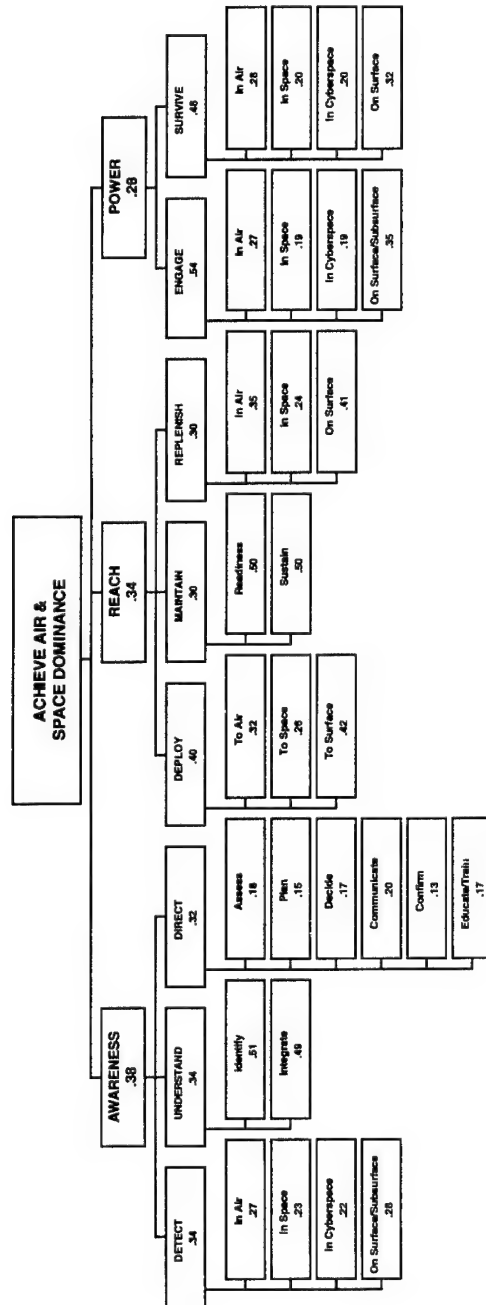 ACHIEVE AIR &
SPACE DOMINANCE
AWARENESS
.38
REACH
.34
POWER
.28
DETECT
.34
UNDERSTAND
.34
DIRECT
.32
DEPLOY
.40
MAINTAIN
.30
REPLENISH
.30
ENGAGE
.54
SURVIVE
.46
In Air
.27
In Space
.23
In Cyberspace
.22
On Surface/Subsurface
.28
Identify
.51
Integrate
.49
Assess
.18
Plan
.15
Decide
.17
Communicate
.20
Confirm
.13
Educate/Train
.17
To Air
.32
To Space
.26
To Surface
.42
Readiness
.50
Sustain
.50
In Air
.35
In Space
.24
On Surface
.41
In Air
.27
In Space
.19
In Cyberspace
.19
On Surface/Subsurface
.35
In Air
.28
In Space
.20
In Cyberspace
.20
On Surface
.32